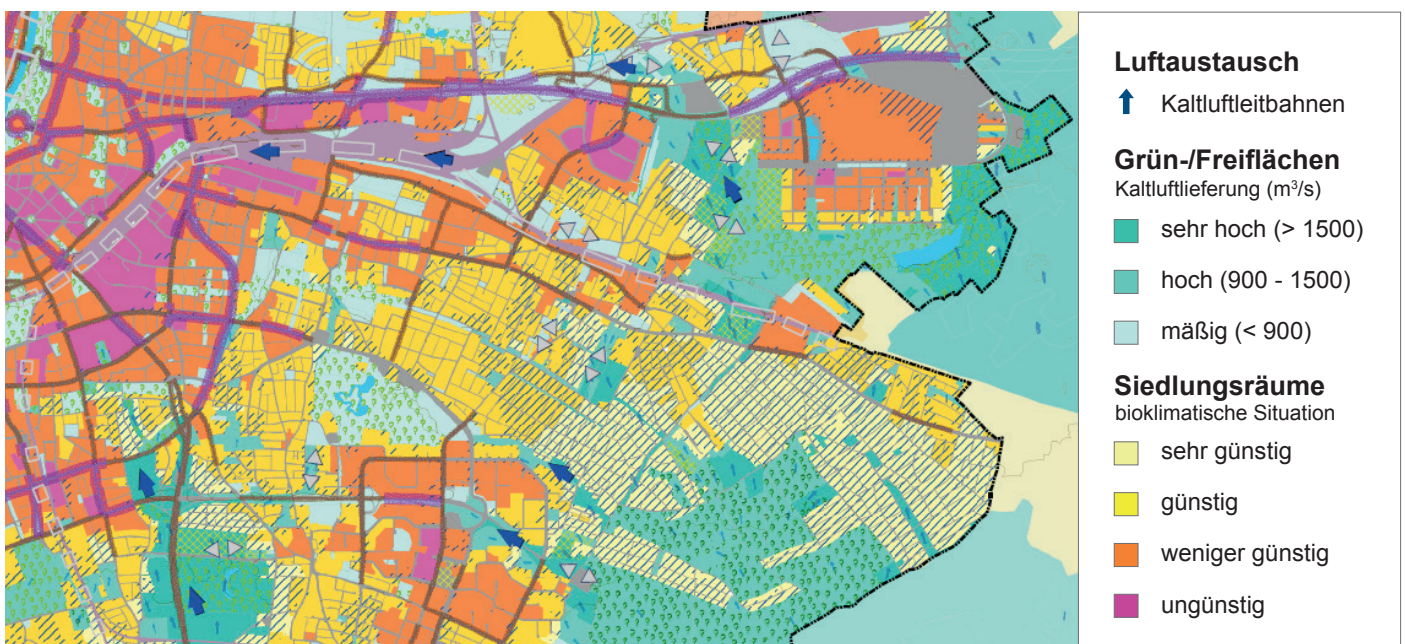 Luftaustausch
Kaltluftleitbahnen
Grün-/Freiflächen
Kaltluftlieferung (m³/s)
sehr hoch (> 1500)
hoch (900 - 1500)
mäßig (< 900)
Siedlungsräume
bioklimatische Situation
sehr günstig
günstig
weniger günstig
ungünstig